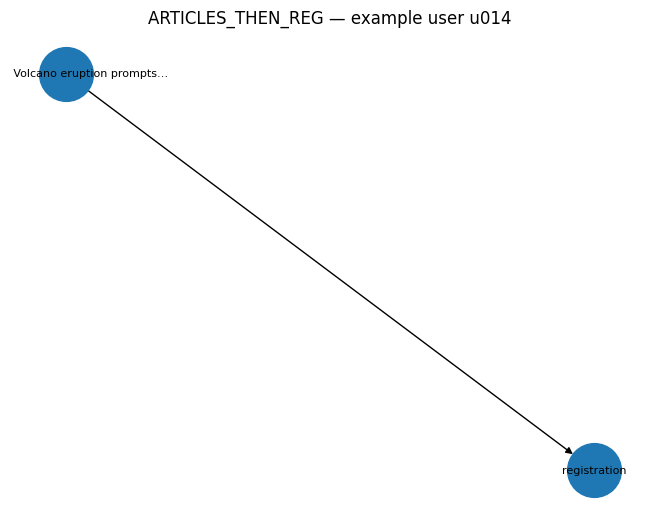 ARTICLES_THEN_REG — example user u014
Volcano eruption prompts...
registration